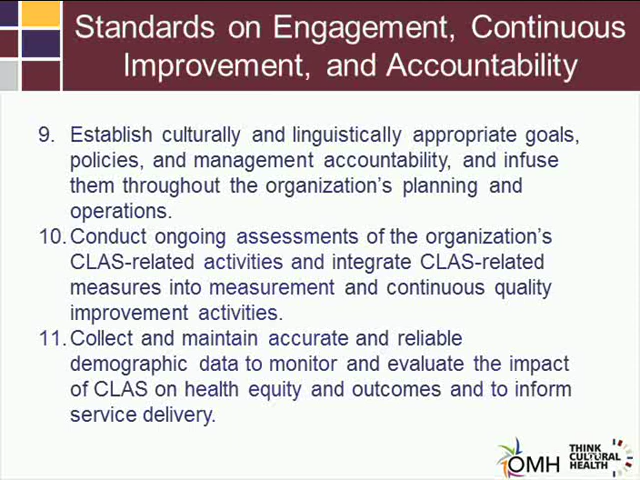 Standards on Engagement, Continuous
Improvement, and Accountability
9. Establish culturally and linguistically appropriate goals,
policies, and management accountability, and infuse
them throughout the organization's planning and
operations.
10. Conduct ongoing assessments of the organization's
CLAS-related activities and integrate CLAS-related
measures into measurement and continuous quality
improvement activities.
11. Collect and maintain accurate and reliable
demographic data to monitor and evaluate the impact
of CLAS on health equity and outcomes and to inform
service delivery.
OMH
THINK
CULTURAL
HEALTH